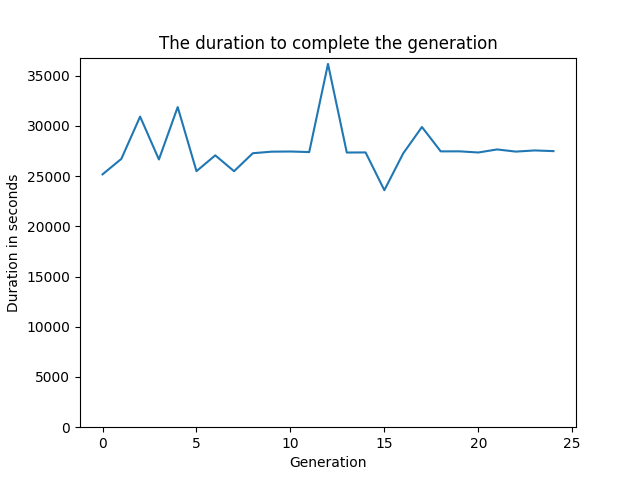 The duration to complete the generation
35000
30000
25000
20000
15000
10000
5000
0
Duration in seconds
0 5 10 15 20 25
Generation